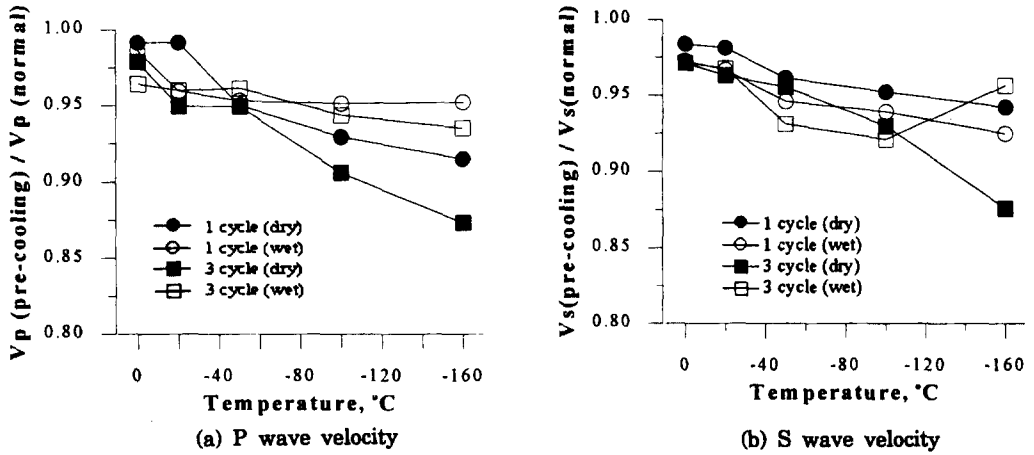 Vp (pre-cooling) / Vp (normal)
1.00
0.95
0.90
0.85
0.80
1 cycle (dry)
1 cycle (wet)
3 cycle (dry)
3 cycle (wet)
0 -40 -80 -120 -160
Temperature, °C
(a) P wave velocity
Vs(pre-cooling) / Vs(normal)
1.00
0.95
0.90
0.85
0.80
1 cycle (dry)
1 cycle (wet)
3 cycle (dry)
3 cycle (wet)
0 -40 -80 -120 -160
Temperature, °C
(b) S wave velocity